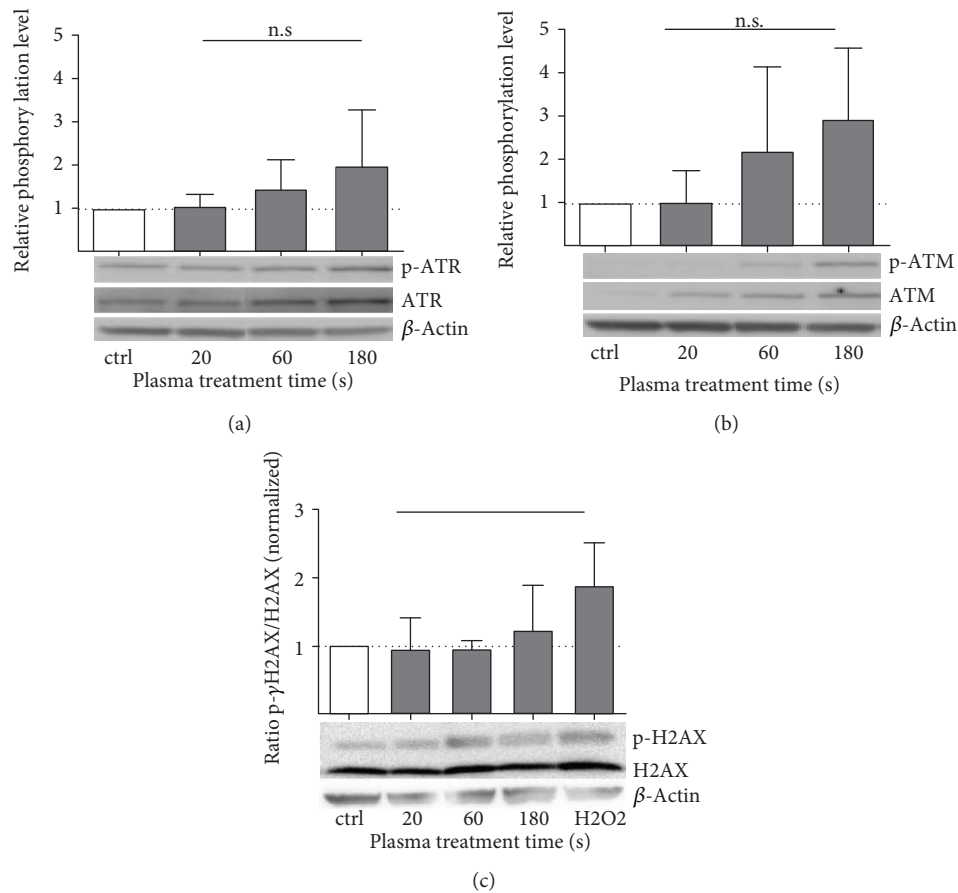 n.s
Relative phosphory lation level
5
4
3
2
1
p-ATR
ATR
β-Actin
ctrl 20 60 180
Plasma treatment time (s)
(a)
n.s.
Relative phosphorylation level
5
4
3
2
1
p-ATM
ATM
β-Actin
ctrl 20 60 180
Plasma treatment time (s)
(b)
Ratio p-γH2AX/H2AX (normalized)
3
2
1
p-H2AX
H2AX
β-Actin
ctrl 20 60 180 H2O2
Plasma treatment time (s)
(c)